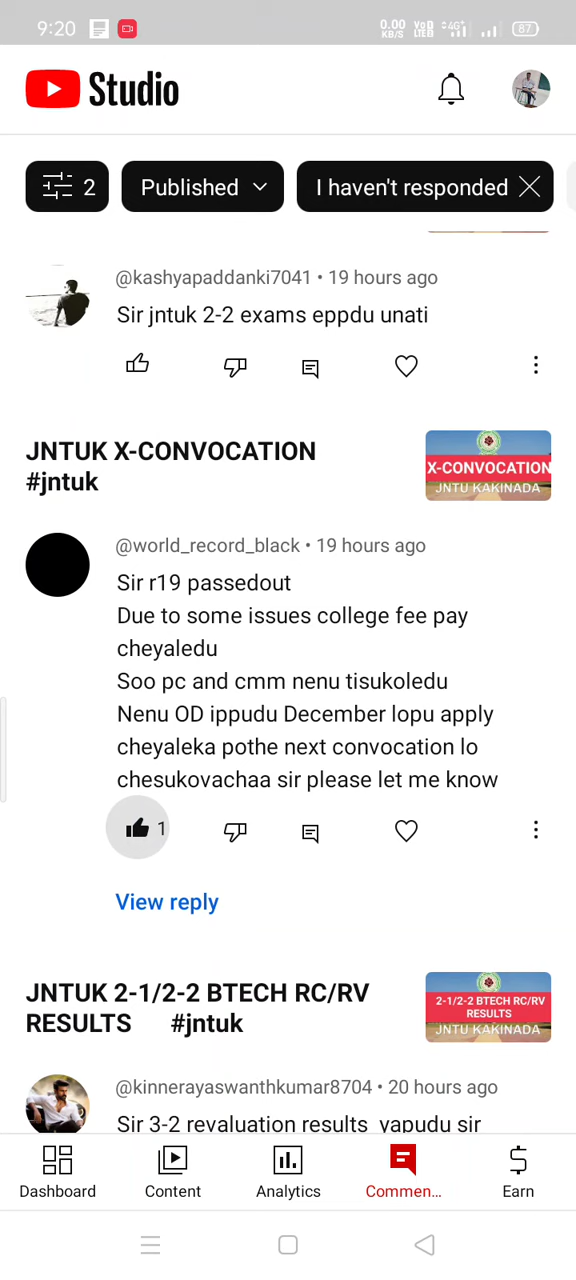 9:20
0.00 KB/S VoD LTE 4G 87
Studio
2 Published I haven't responded
@kashyapaddanki7041 • 19 hours ago
Sir jntuk 2-2 exams eppdu unati
JNTUK X-CONVOCATION
#jntuk
X-CONVOCATION
JNTU KAKINADA
@world_record_black • 19 hours ago
Sir r19 passedout
Due to some issues college fee pay
cheyaledu
Soo pc and cmm nenu tisukoledu
Nenu OD ippudu December lopu apply
cheyaleka pothe next convocation lo
chesukovachaa sir please let me know
1
View reply
JNTUK 2-1/2-2 BTECH RC/RV
RESULTS #jntuk
2-1/2-2 BTECH RC/RV
RESULTS
JNTU KAKINADA
@kinnerayaswanthkumar8704 • 20 hours ago
Sir 3-2 revaluation results yapudu sir
Dashboard Content Analytics Commen... Earn